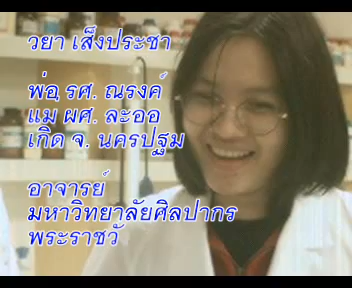 วยา เส็งประชา
พ่อ รศ. ณรงค์
แม่ ผศ. ละออ
เกิด จ. นครปฐม
อาจารย์
มหาวิทยาลัยศิลปากร
พระราชวั